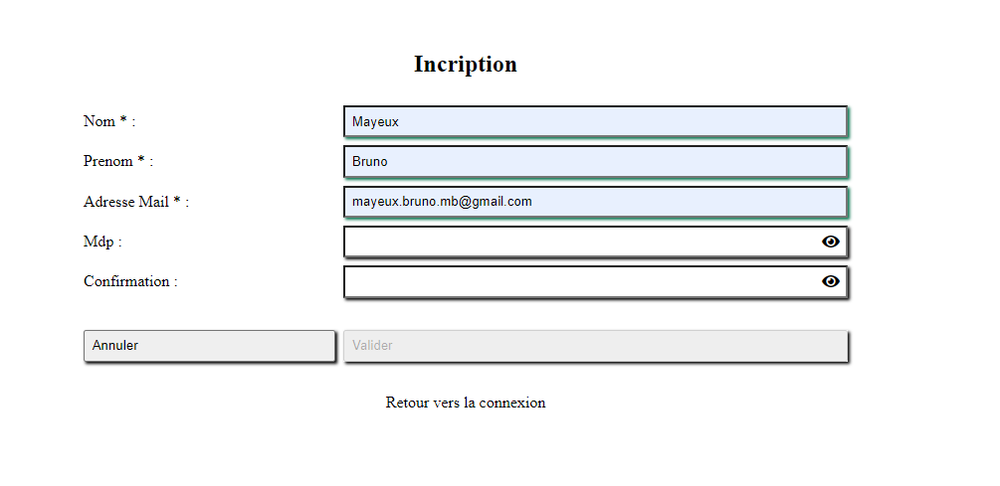 Incription
Nom * : Mayeux
Prenom * : Bruno
Adresse Mail * : mayeux.bruno.mb@gmail.com
Mdp :
Confirmation :
Annuler Valider
Retour vers la connexion